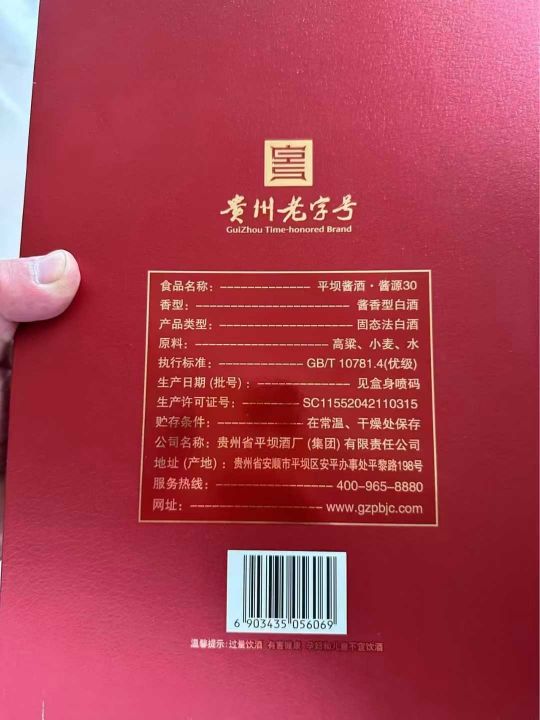 贵州老字号
GuiZhou Time-honored Brand
食品名称：-------------- 平坝酱酒·酱源30
香型：------------------------ 酱香型白酒
产品类型：--------------------- 固态法白酒
原料：------------------ 高粱、小麦、水
执行标准：------------- GB/T 10781.4(优级)
生产日期 (批号)：-------------- 见盒身喷码
生产许可证号：--------- SC11552042110315
贮存条件：-------------- 在常温、干燥处保存
公司名称：贵州省平坝酒厂 (集团) 有限责任公司
地址 (产地)：贵州省安顺市平坝区安平办事处平黎路198号
服务热线：------------------ 400-965-8880
网址：--------------------- www.gzpbjc.com
6 903435 056069
温馨提示:过量饮酒 有害健康 孕妇和儿童不宜饮酒